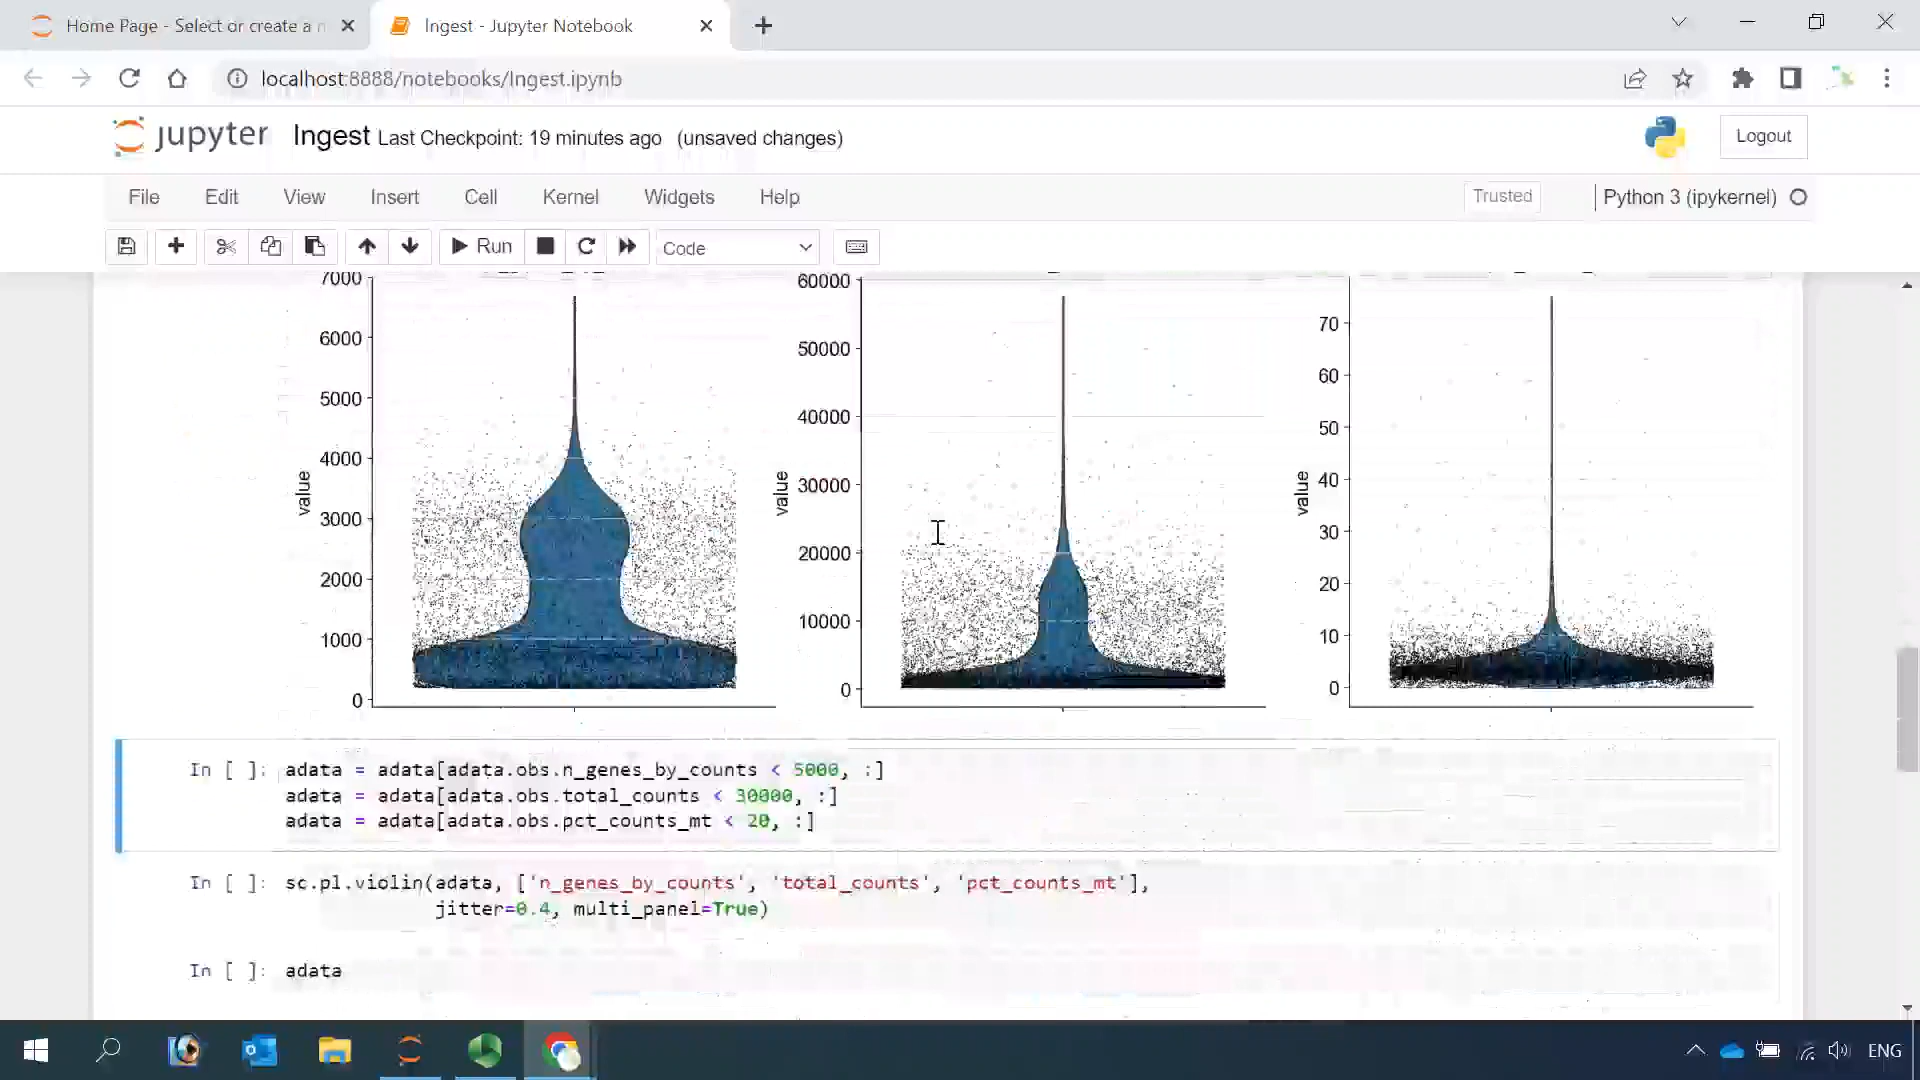 Home Page - Select or create a n
Ingest - Jupyter Notebook
localhost:8888/notebooks/Ingest.ipynb
jupyter Ingest Last Checkpoint: 19 minutes ago (unsaved changes)
Logout
File Edit View Insert Cell Kernel Widgets Help
Trusted
Python 3 (ipykernel)
Run
Code
7000
6000
5000
4000
3000
2000
1000
0
value
60000
50000
40000
30000
20000
10000
0
value
70
60
50
40
30
20
10
0
value
In [ ]: adata = adata[adata.obs.n_genes_by_counts < 5000, :]
adata = adata[adata.obs.total_counts < 30000, :]
adata = adata[adata.obs.pct_counts_mt < 20, :]
In [ ]: sc.pl.violin(adata, ['n_genes_by_counts', 'total_counts', 'pct_counts_mt'],
jitter=0.4, multi_panel=True)
In [ ]: adata
ENG